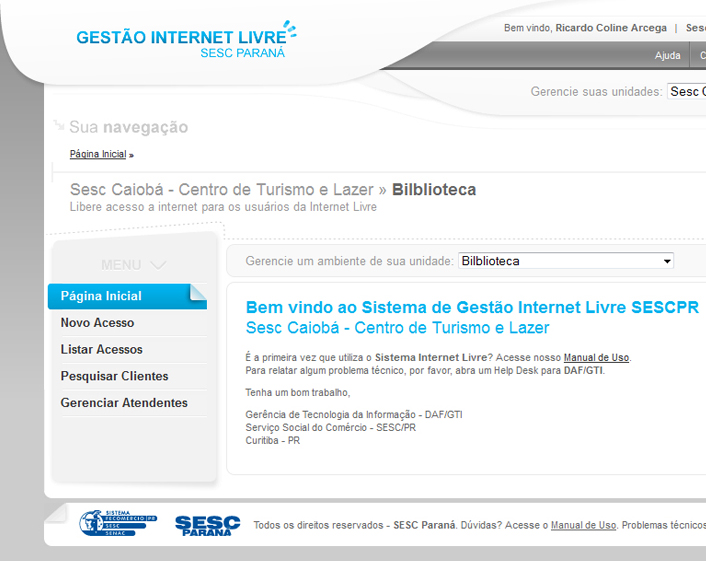 GESTÃO INTERNET LIVRE
SESC PARANÁ
Bem vindo, Ricardo Coline Arcega | Sesc
Ajuda
Gerencie suas unidades: Sesc C
Sua navegação
Página Inicial »
Sesc Caiobá - Centro de Turismo e Lazer » Bilblioteca
Libere acesso a internet para os usuários da Internet Livre
MENU
Página Inicial
Novo Acesso
Listar Acessos
Pesquisar Clientes
Gerenciar Atendentes
Gerencie um ambiente de sua unidade: Bilblioteca
Bem vindo ao Sistema de Gestão Internet Livre SESCPR
Sesc Caiobá - Centro de Turismo e Lazer
É a primeira vez que utiliza o Sistema Internet Livre? Acesse nosso Manual de Uso.
Para relatar algum problema técnico, por favor, abra um Help Desk para DAF/GTI.
Tenha um bom trabalho,
Gerência de Tecnologia da Informação - DAF/GTI
Serviço Social do Comércio - SESC/PR
Curitiba - PR
SISTEMA
FECOMÉRCIO PR
SESC
SENAC
SESC
PARANÁ
Todos os direitos reservados - SESC Paraná. Dúvidas? Acesse o Manual de Uso. Problemas técnicos